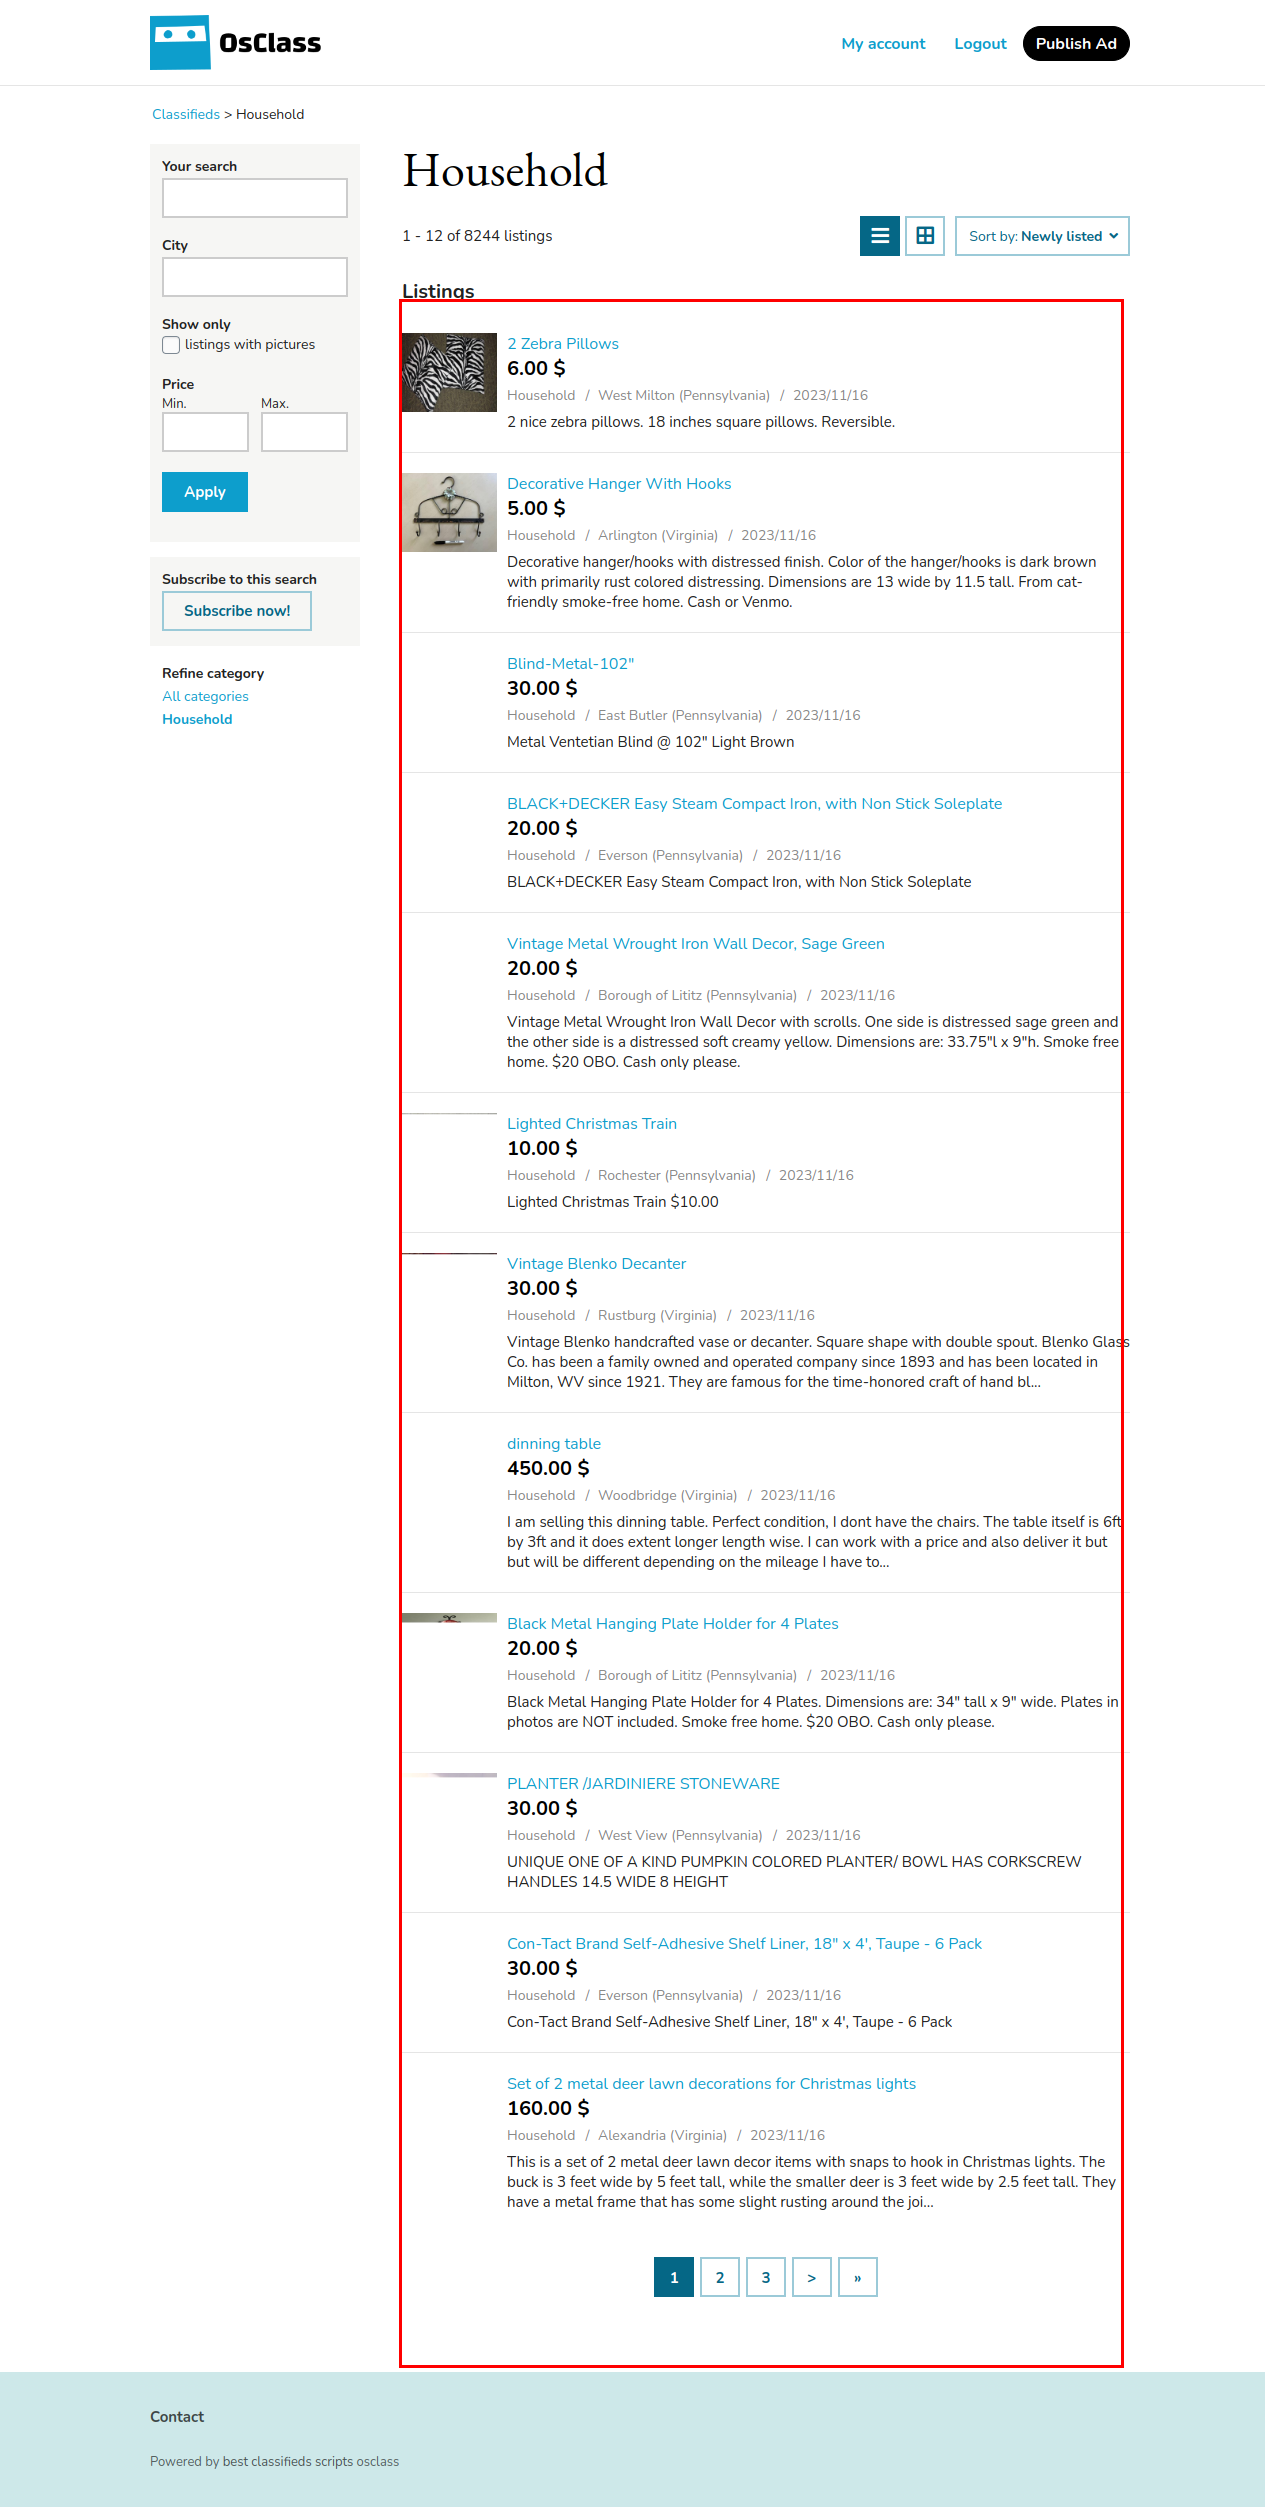 OsClass
My account
Logout
Publish Ad
Classifieds > Household
Your search
City
Show only
listings with pictures
Price
Min.
Max.
Apply
Subscribe to this search
Subscribe now!
Refine category
All categories
Household
Household
1 - 12 of 8244 listings
Sort by: Newly listed
Listings
2 Zebra Pillows
6.00 $
Household / West Milton (Pennsylvania) / 2023/11/16
2 nice zebra pillows. 18 inches square pillows. Reversible.
Decorative Hanger With Hooks
5.00 $
Household / Arlington (Virginia) / 2023/11/16
Decorative hanger/hooks with distressed finish. Color of the hanger/hooks is dark brown
with primarily rust colored distressing. Dimensions are 13 wide by 11.5 tall. From cat-
friendly smoke-free home. Cash or Venmo.
Blind-Metal-102"
30.00 $
Household / East Butler (Pennsylvania) / 2023/11/16
Metal Ventetian Blind @ 102" Light Brown
BLACK+DECKER Easy Steam Compact Iron, with Non Stick Soleplate
20.00 $
Household / Everson (Pennsylvania) / 2023/11/16
BLACK+DECKER Easy Steam Compact Iron, with Non Stick Soleplate
Vintage Metal Wrought Iron Wall Decor, Sage Green
20.00 $
Household / Borough of Lititz (Pennsylvania) / 2023/11/16
Vintage Metal Wrought Iron Wall Decor with scrolls. One side is distressed sage green and
the other side is a distressed soft creamy yellow. Dimensions are: 33.75"l x 9"h. Smoke free
home. $20 OBO. Cash only please.
Lighted Christmas Train
10.00 $
Household / Rochester (Pennsylvania) / 2023/11/16
Lighted Christmas Train $10.00
Vintage Blenko Decanter
30.00 $
Household / Rustburg (Virginia) / 2023/11/16
Vintage Blenko handcrafted vase or decanter. Square shape with double spout. Blenko Glass
Co. has been a family owned and operated company since 1893 and has been located in
Milton, WV since 1921. They are famous for the time-honored craft of hand bl...
dinning table
450.00 $
Household / Woodbridge (Virginia) / 2023/11/16
I am selling this dinning table. Perfect condition, I dont have the chairs. The table itself is 6ft
by 3ft and it does extent longer length wise. I can work with a price and also deliver it but
but will be different depending on the mileage I have to...
Black Metal Hanging Plate Holder for 4 Plates
20.00 $
Household / Borough of Lititz (Pennsylvania) / 2023/11/16
Black Metal Hanging Plate Holder for 4 Plates. Dimensions are: 34" tall x 9" wide. Plates in
photos are NOT included. Smoke free home. $20 OBO. Cash only please.
PLANTER /JARDINIERE STONEWARE
30.00 $
Household / West View (Pennsylvania) / 2023/11/16
UNIQUE ONE OF A KIND PUMPKIN COLORED PLANTER/ BOWL HAS CORKSCREW
HANDLES 14.5 WIDE 8 HEIGHT
Con-Tact Brand Self-Adhesive Shelf Liner, 18" x 4', Taupe - 6 Pack
30.00 $
Household / Everson (Pennsylvania) / 2023/11/16
Con-Tact Brand Self-Adhesive Shelf Liner, 18" x 4', Taupe - 6 Pack
Set of 2 metal deer lawn decorations for Christmas lights
160.00 $
Household / Alexandria (Virginia) / 2023/11/16
This is a set of 2 metal deer lawn decor items with snaps to hook in Christmas lights. The
buck is 3 feet wide by 5 feet tall, while the smaller deer is 3 feet wide by 2.5 feet tall. They
have a metal frame that has some slight rusting around the joi...
1 2 3 > »
Contact
Powered by best classifieds scripts osclass